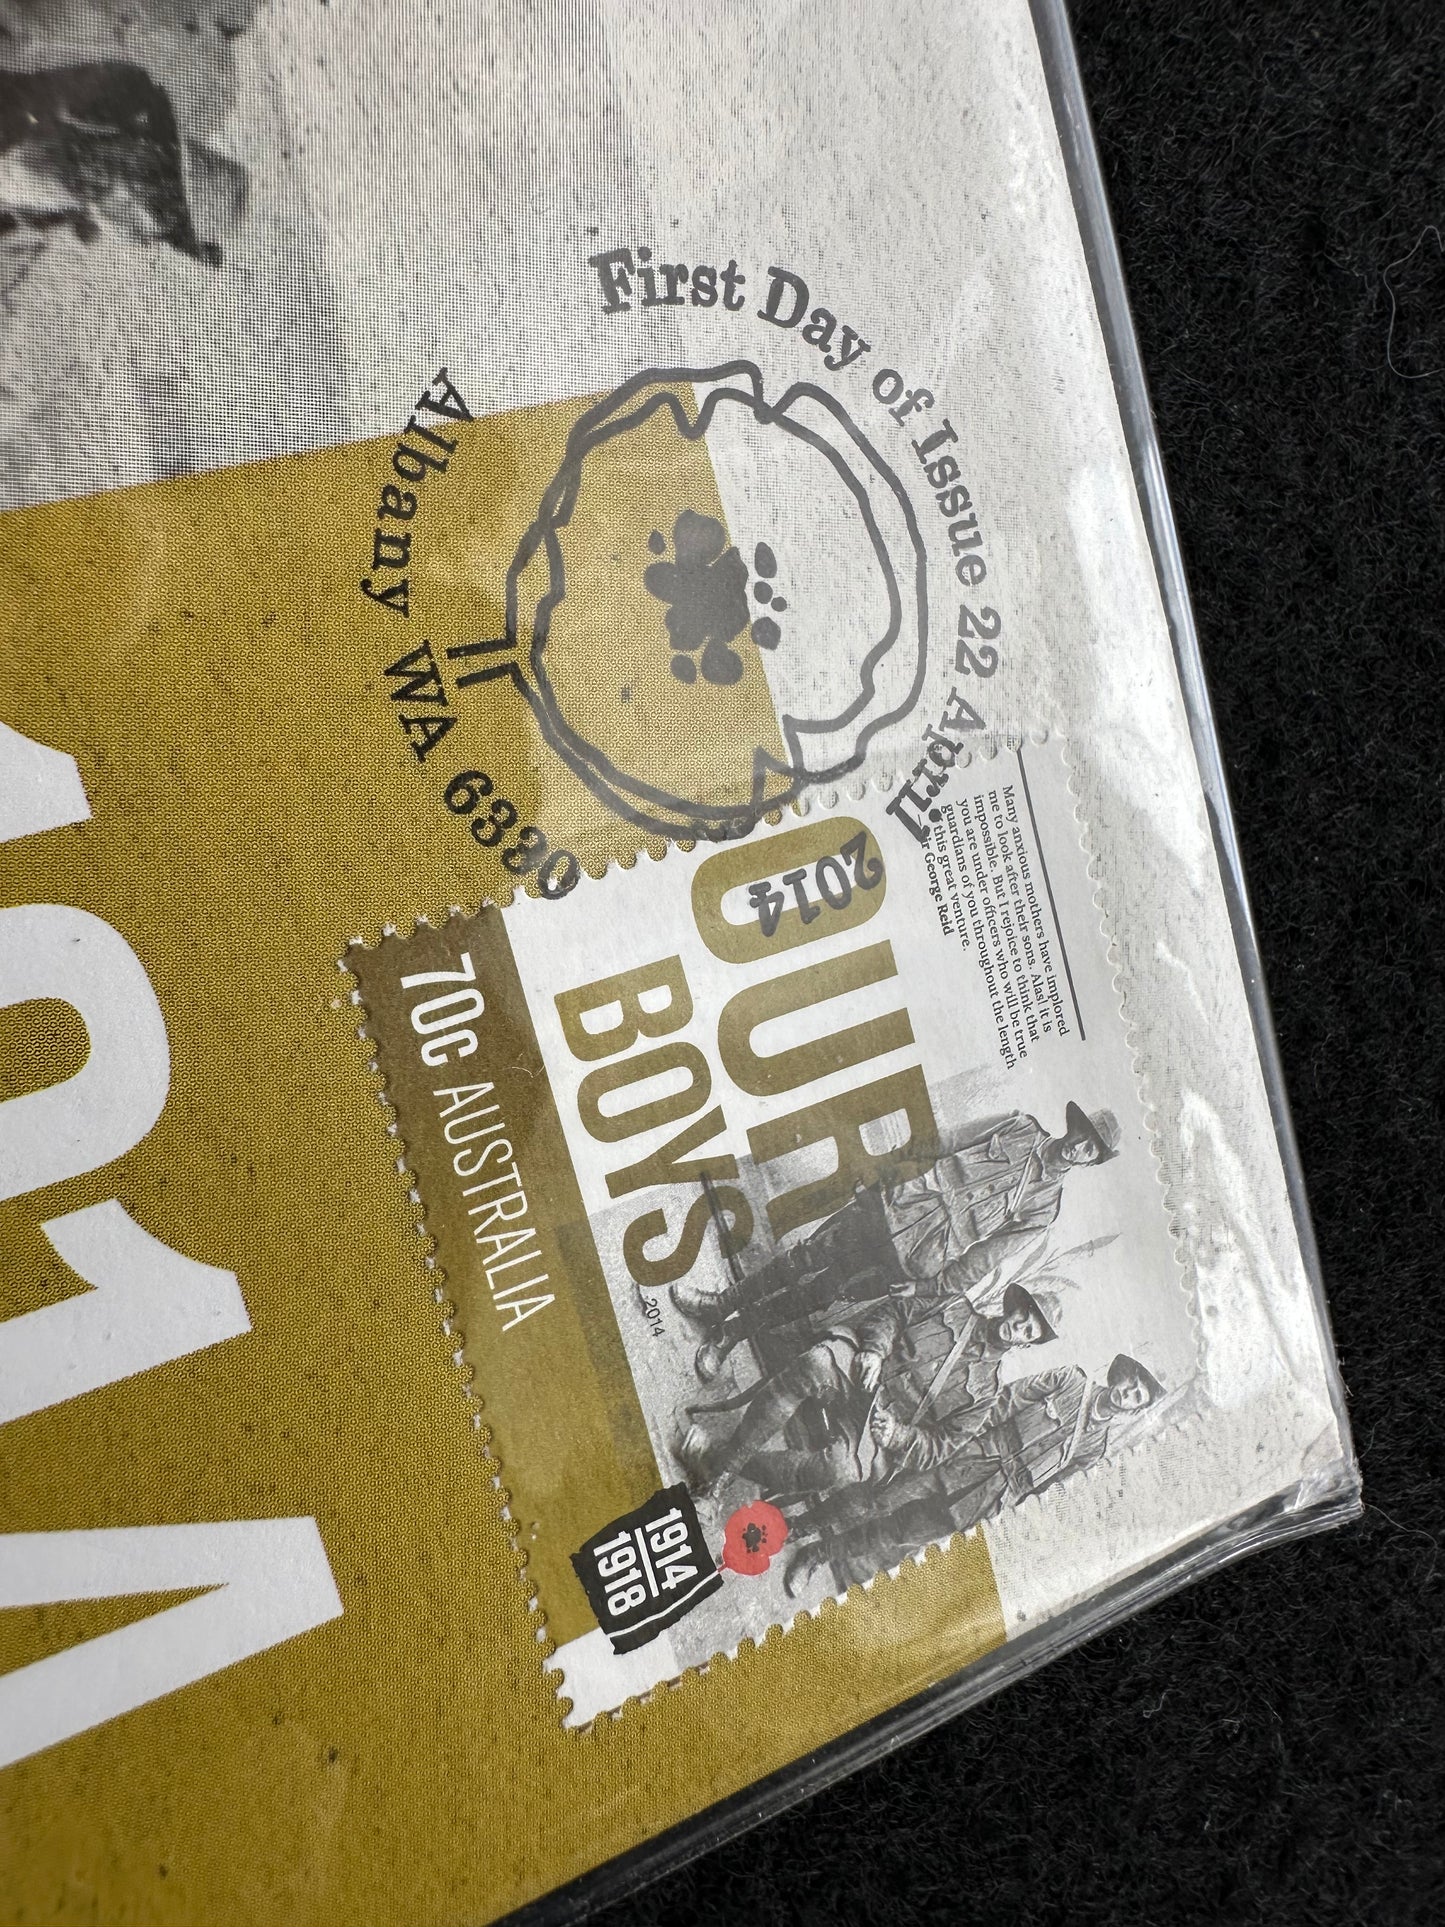 First Day of Issue 22 April 2014
Albany WA 6330
Many anxious mothers have implored
me to look after their sons. Alas! it is
impossible. But I rejoice to think that
you are under officers who will be true
guardians of you throughout the length
this great venture.
Sir George Reid
OUR
BOYS
2014
70c AUSTRALIA
1914
1918